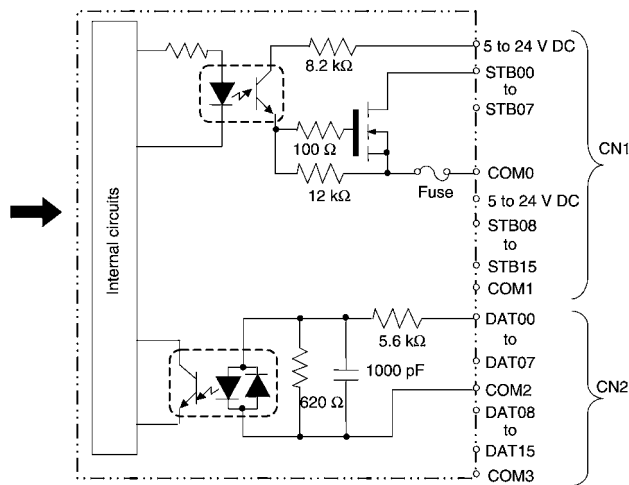 5 to 24 V DC
8.2 kΩ
STB00
to
STB07
100 Ω
12 kΩ
Fuse
COM0
CN1
5 to 24 V DC
STB08
to
STB15
COM1
Internal circuits
DAT00
5.6 kΩ
to
DAT07
1000 pF
620 Ω
COM2
CN2
DAT08
to
DAT15
COM3